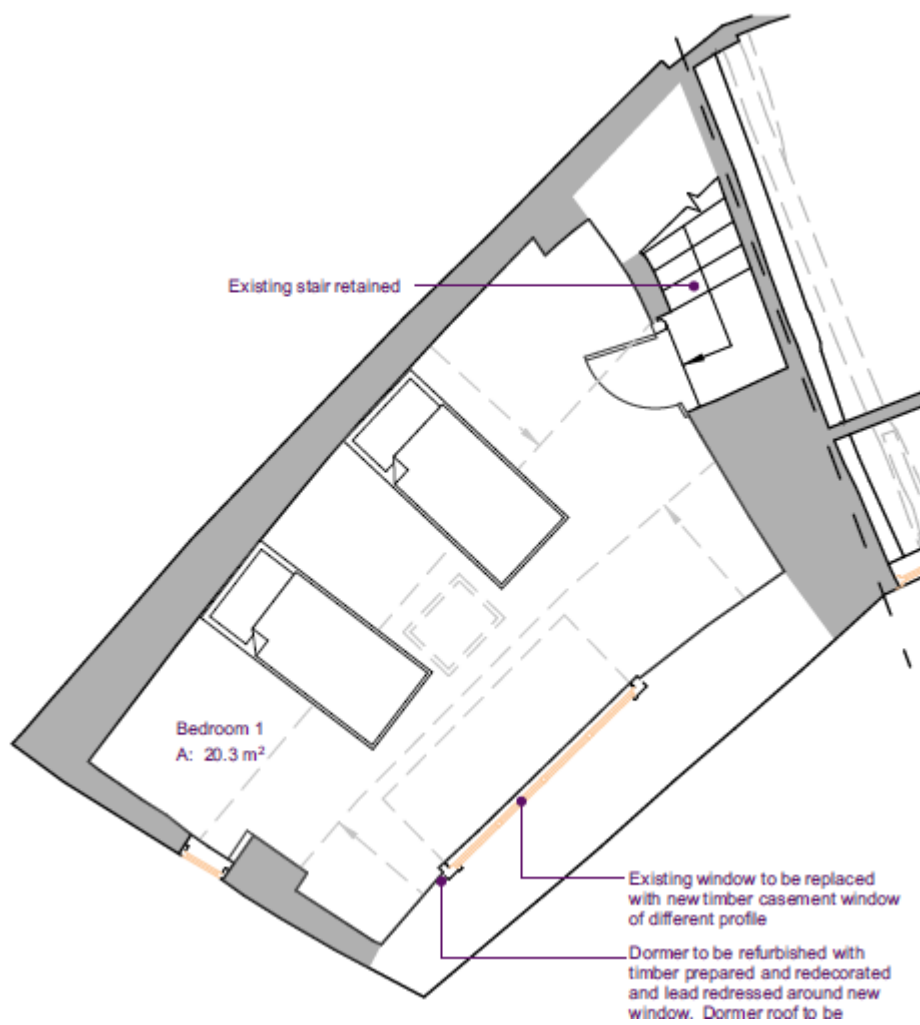 Existing stair retained
Bedroom 1
A: 20.3 m²
Existing window to be replaced
with new timber casement window
of different profile
Dormer to be refurbished with
timber prepared and redecorated
and lead redressed around new
window. Dormer roof to be